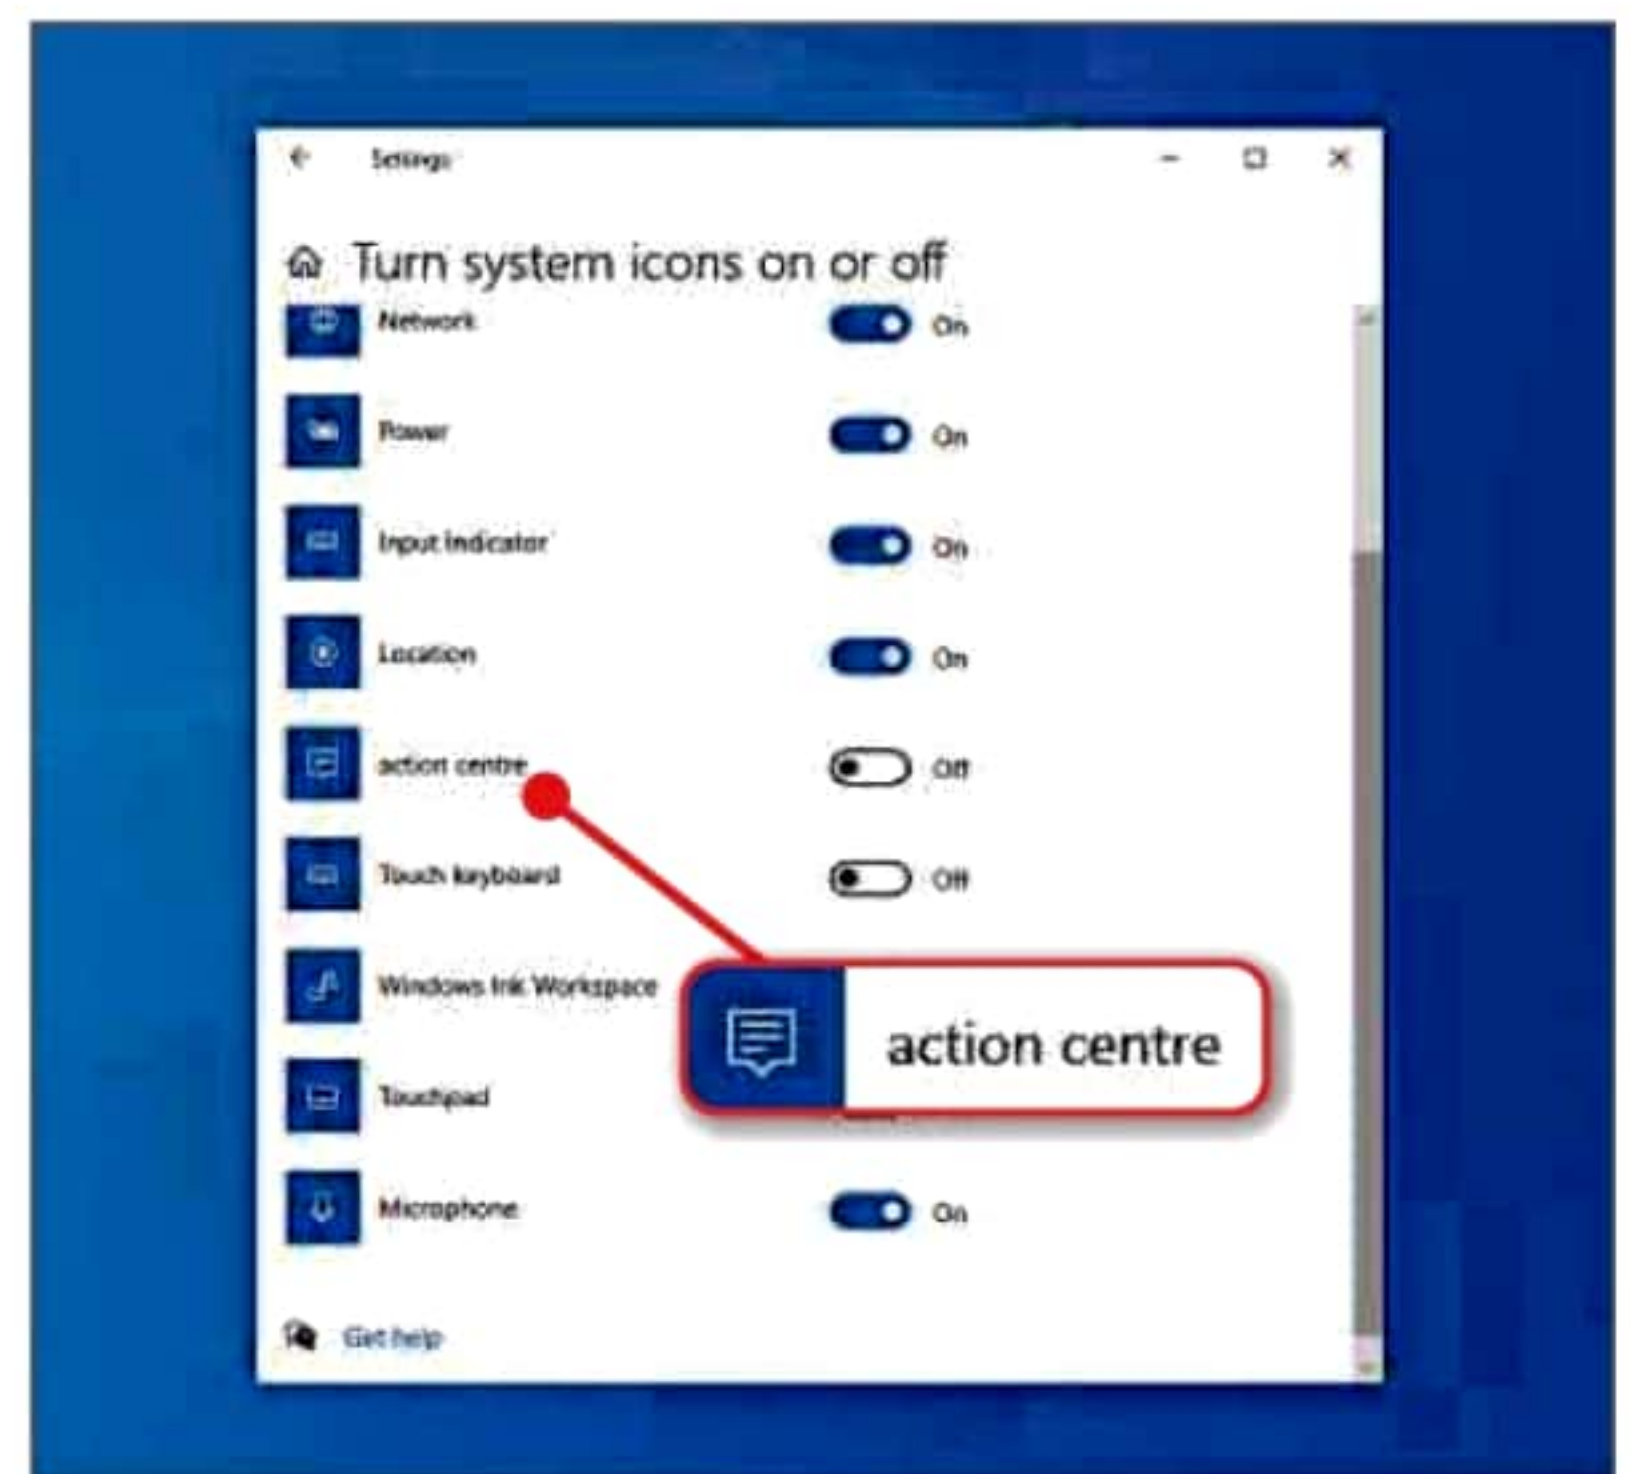 Settings
Turn system icons on or off
Network On
Power On
Input Indicator On
Location On
action centre Off
Touch keyboard Off
Windows Ink Workspace
action centre
Touchpad
Microphone On
Get help